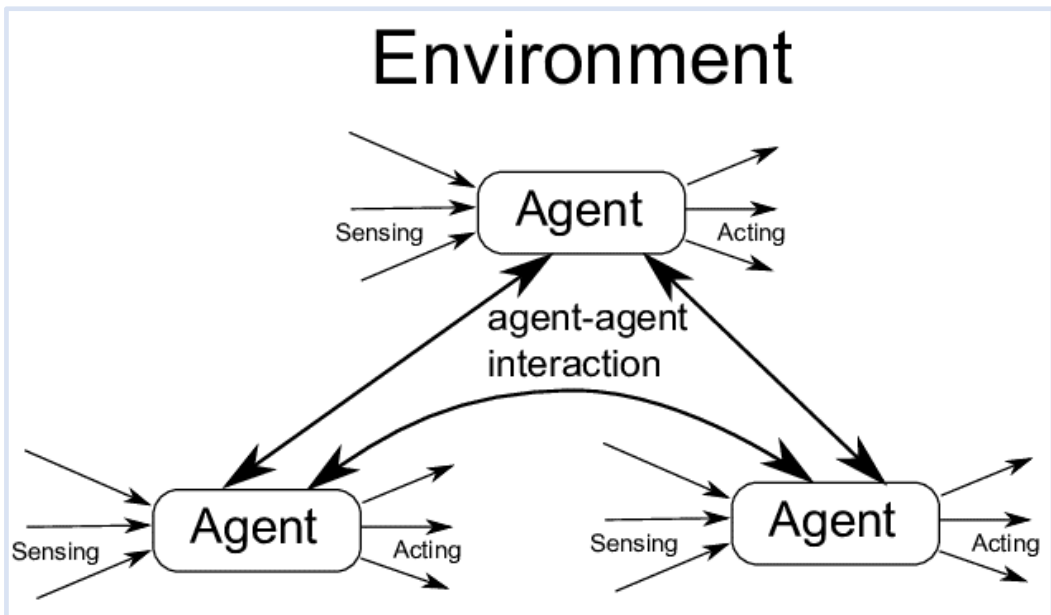 Environment
Agent
Sensing
Acting
agent-agent
interaction
Agent
Sensing
Acting
Agent
Sensing
Acting